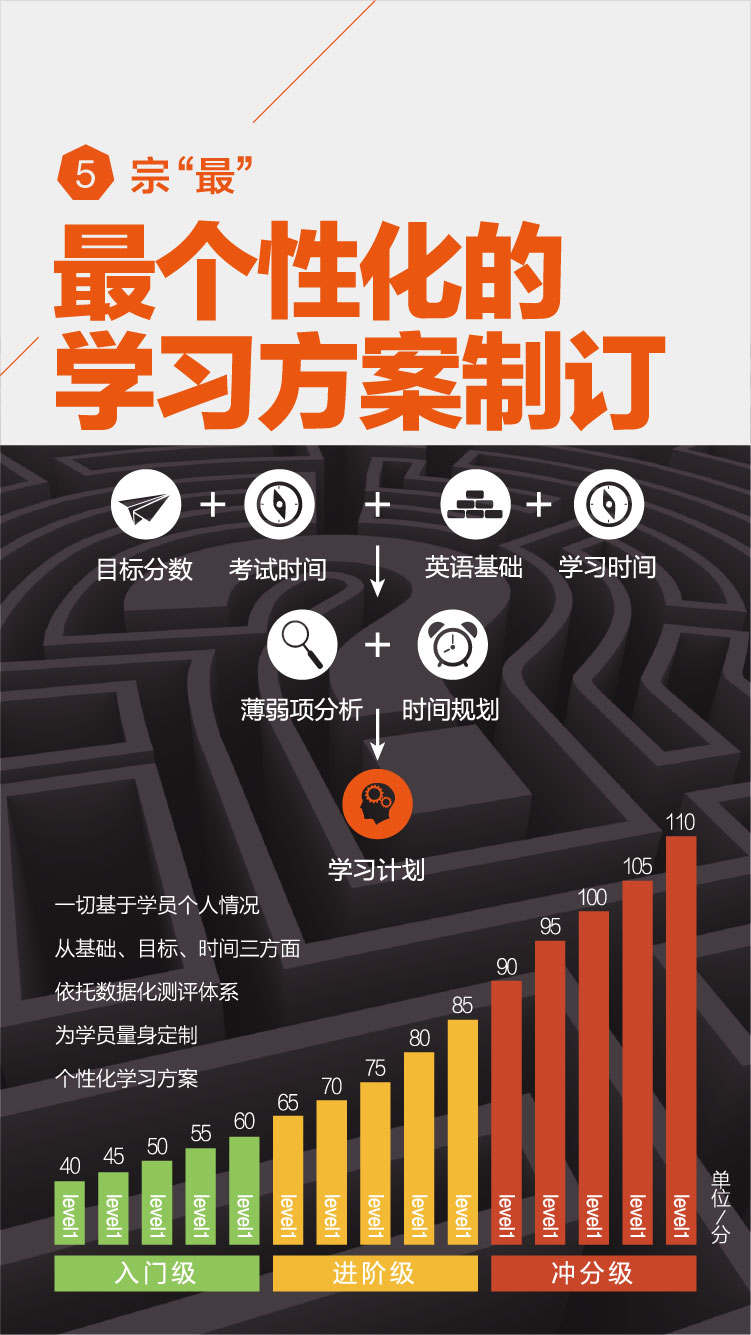 5 宗“最”
最个性化的
学习方案制订
目标分数 + 考试时间 + 英语基础 + 学习时间
薄弱项分析 + 时间规划
学习计划
一切基于学员个人情况
从基础、目标、时间三方面
依托数据化测评体系
为学员量身定制
个性化学习方案
40 45 50 55 60 65 70 75 80 85 90 95 100 105 110
level1 level1 level1 level1 level1 level1 level1 level1 level1 level1 level1 level1 level1 level1 level1
单位/分
入门级 进阶级 冲分级